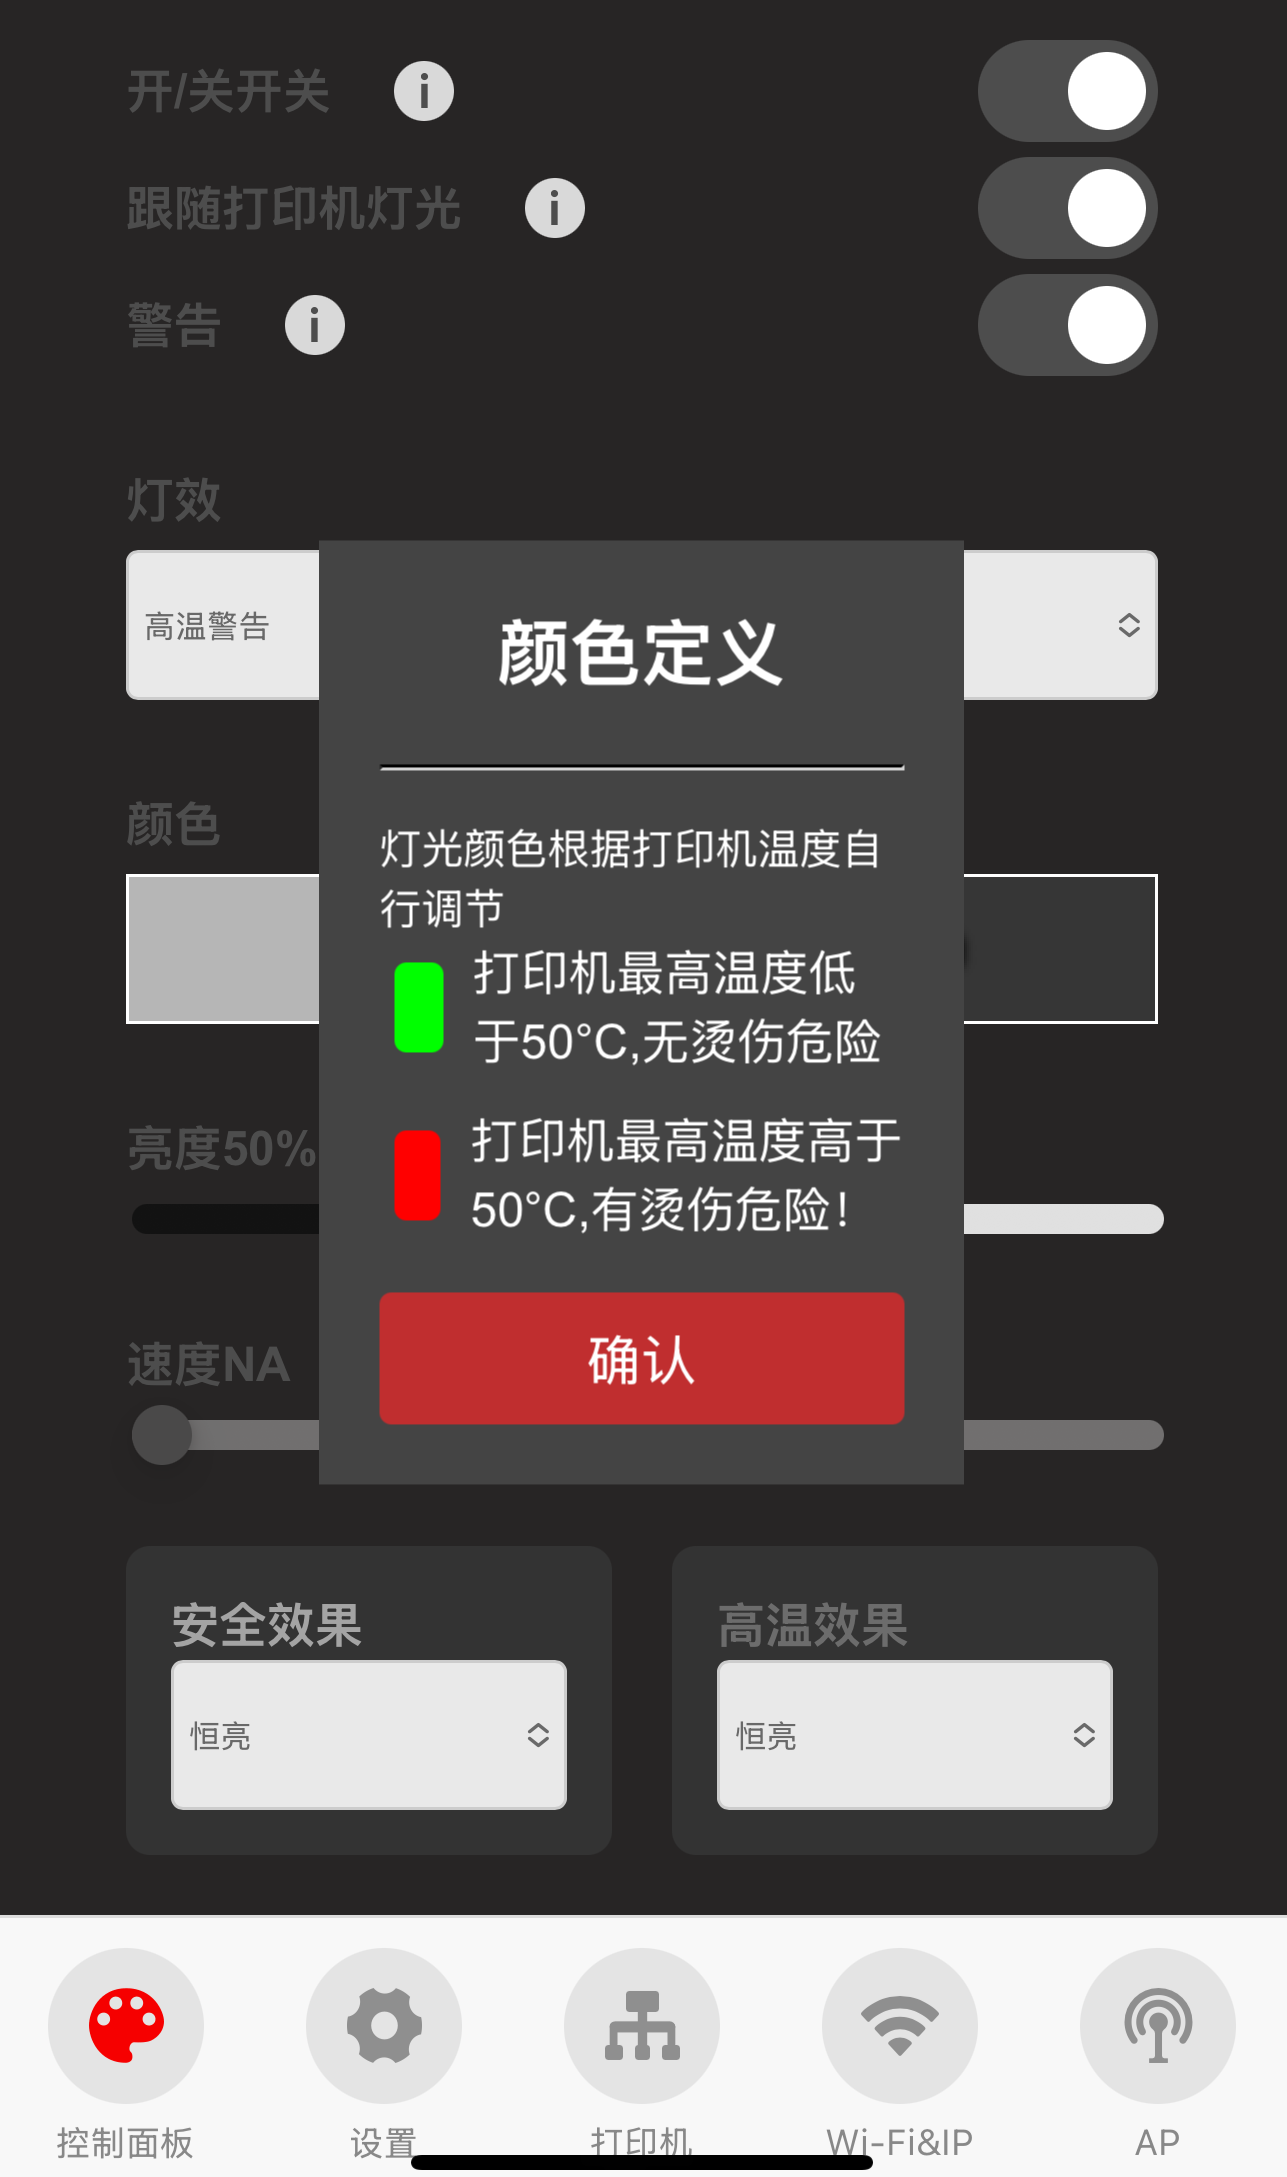 开/关开关
跟随打印机灯光
警告
灯效
高温警告
颜色定义
灯光颜色根据打印机温度自
行调节
打印机最高温度低
于50°C,无烫伤危险
打印机最高温度高于
50°C,有烫伤危险！
确认
颜色
亮度50%
速度NA
安全效果
恒亮
高温效果
恒亮
控制面板
设置
打印机
Wi-Fi&IP
AP